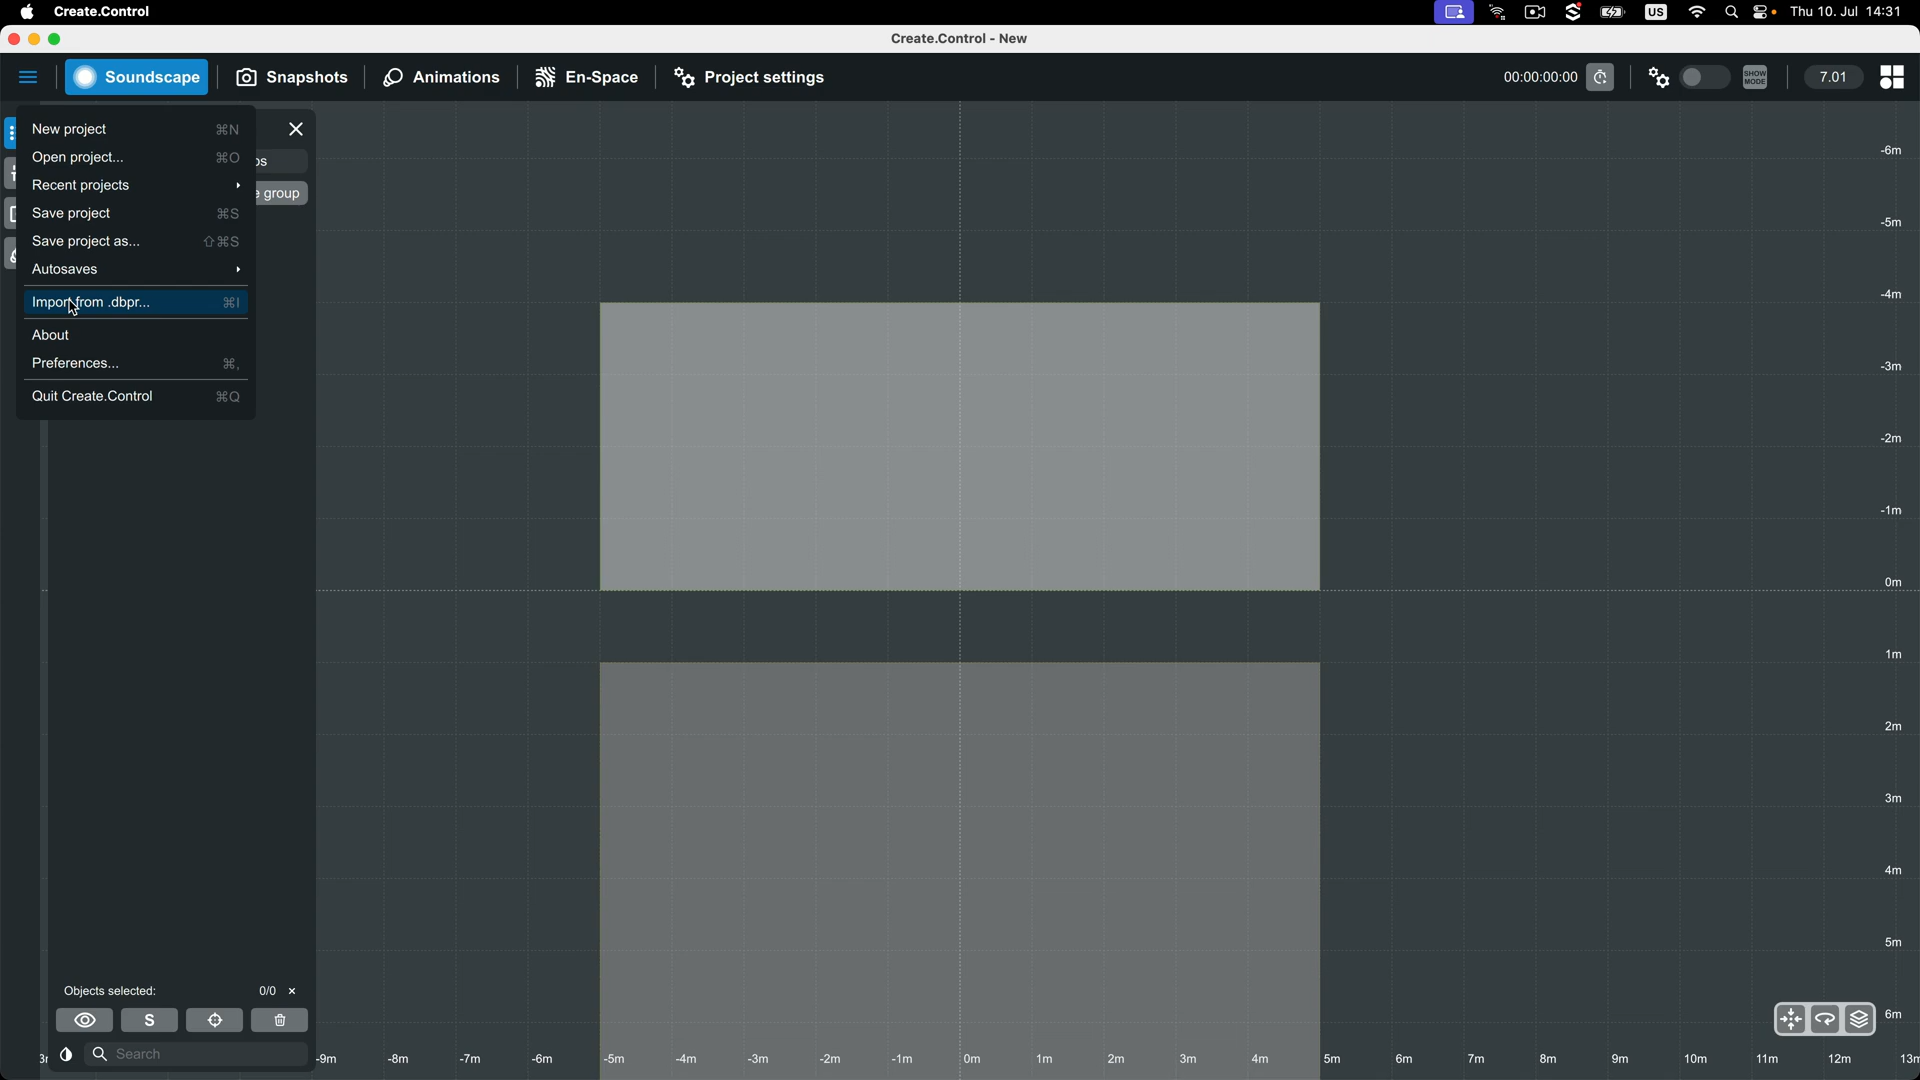 Create.Control
US
Thu 10. Jul 14:31
Create.Control - New
Soundscape
Snapshots
Animations
En-Space
Project settings
00:00:00:00
SHOW MODE
7.01
New project ⌘N
Open project... ⌘O
Recent projects
Save project ⌘S
Save project as... ⇧⌘S
Autosaves
Import from .dbpr... ⌘I
About
Preferences... ⌘,
Quit Create.Control ⌘Q
group
-6m
-5m
-4m
-3m
-2m
-1m
0m
1m
2m
3m
4m
5m
6m
Objects selected: 0/0 ×
S
Search
-9m -8m -7m -6m -5m -4m -3m -2m -1m 0m 1m 2m 3m 4m 5m 6m 7m 8m 9m 10m 11m 12m